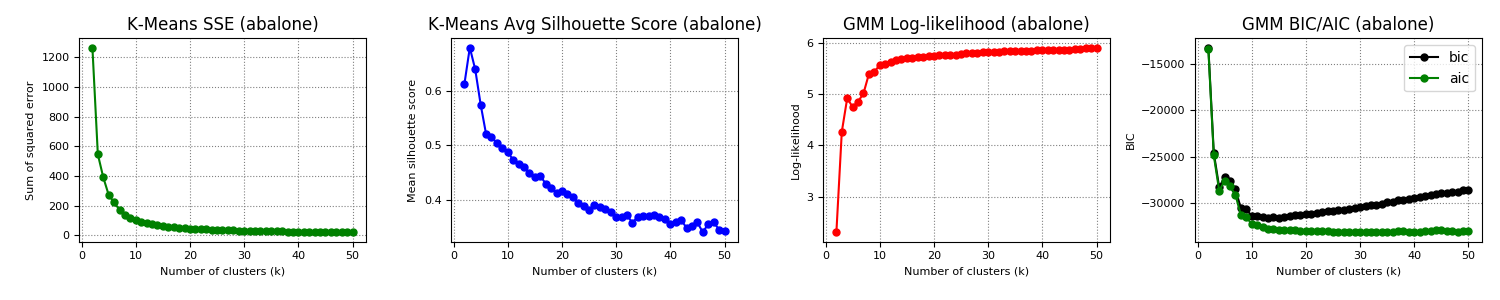 K-Means SSE (abalone)
Sum of squared error
1200
1000
800
600
400
200
0
0 10 20 30 40 50
Number of clusters (k)
K-Means Avg Silhouette Score (abalone)
Mean silhouette score
0.6
0.5
0.4
0 10 20 30 40 50
Number of clusters (k)
GMM Log-likelihood (abalone)
Log-likelihood
6
5
4
3
0 10 20 30 40 50
Number of clusters (k)
GMM BIC/AIC (abalone)
BIC
−15000
−20000
−25000
−30000
bic
aic
0 10 20 30 40 50
Number of clusters (k)